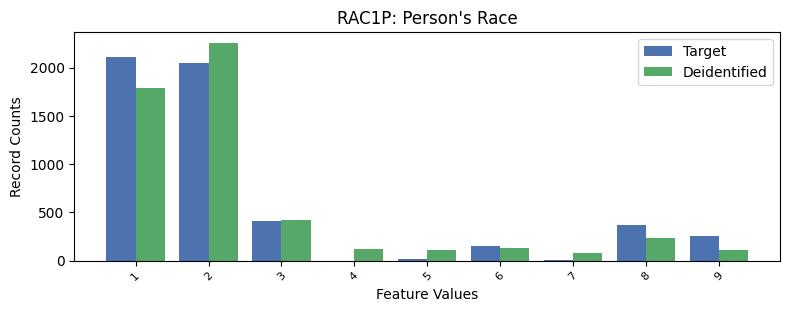 RAC1P: Person's Race
Target
Deidentified
Record Counts
2000
1500
1000
500
0
1 2 3 4 5 6 7 8 9
Feature Values